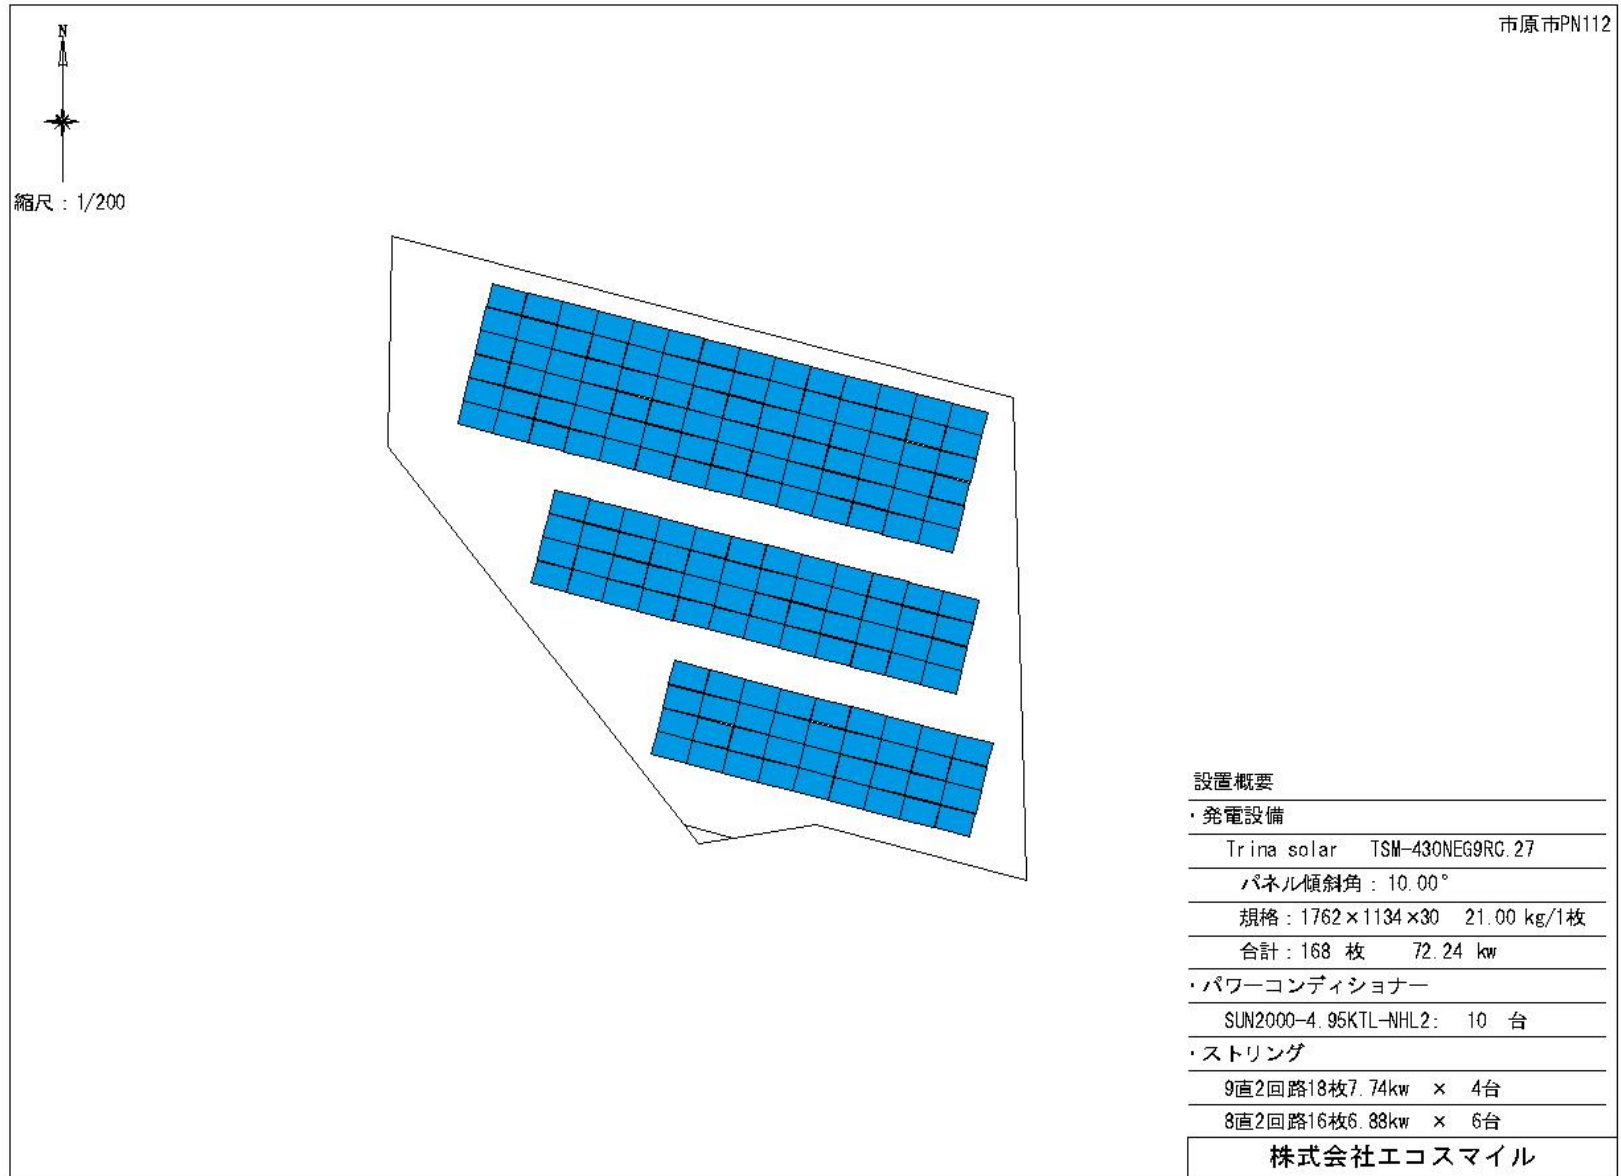 市原市PN112
N
縮尺：1/200
設置概要
・発電設備
Trina solar TSM-430NEG9RC.27
パネル傾斜角：10.00°
規格：1762×1134×30 21.00 kg/1枚
合計：168 枚 72.24 kw
・パワーコンディショナー
SUN2000-4.95KTL-NHL2： 10 台
・ストリング
9直2回路18枚7.74kw × 4台
8直2回路16枚6.88kw × 6台
株式会社エコスマイル